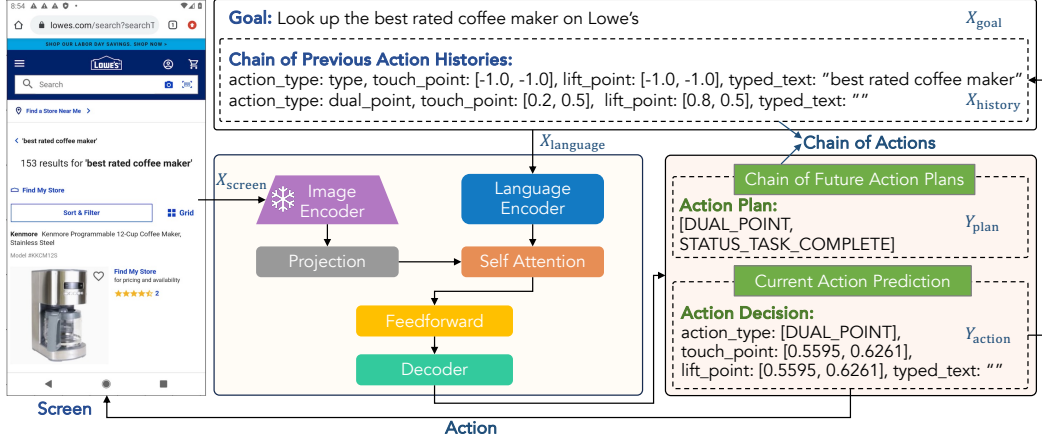 8:54
lowes.com/search?searchT
1
SHOP OUR LABOR DAY SAVINGS. SHOP NOW >
LOWE'S
Search
Find a Store Near Me >
< 'best rated coffee maker'
153 results for 'best rated coffee maker'
Find My Store
Sort & Filter
Grid
Kenmore Kenmore Programmable 12-Cup Coffee Maker,
Stainless Steel
Model #KKCM12S
Find My Store
for pricing and availability
2
Screen
Goal: Look up the best rated coffee maker on Lowe's
X_goal
Chain of Previous Action Histories:
action_type: type, touch_point: [-1.0, -1.0], lift_point: [-1.0, -1.0], typed_text: "best rated coffee maker"
action_type: dual_point, touch_point: [0.2, 0.5], lift_point: [0.8, 0.5], typed_text: ""
X_history
X_language
Chain of Actions
X_screen
Image
Encoder
Language
Encoder
Projection
Self Attention
Feedforward
Decoder
Chain of Future Action Plans
Action Plan:
[DUAL_POINT,
STATUS_TASK_COMPLETE]
Y_plan
Current Action Prediction
Action Decision:
action_type: [DUAL_POINT],
touch_point: [0.5595, 0.6261],
lift_point: [0.5595, 0.6261], typed_text: ""
Y_action
Action